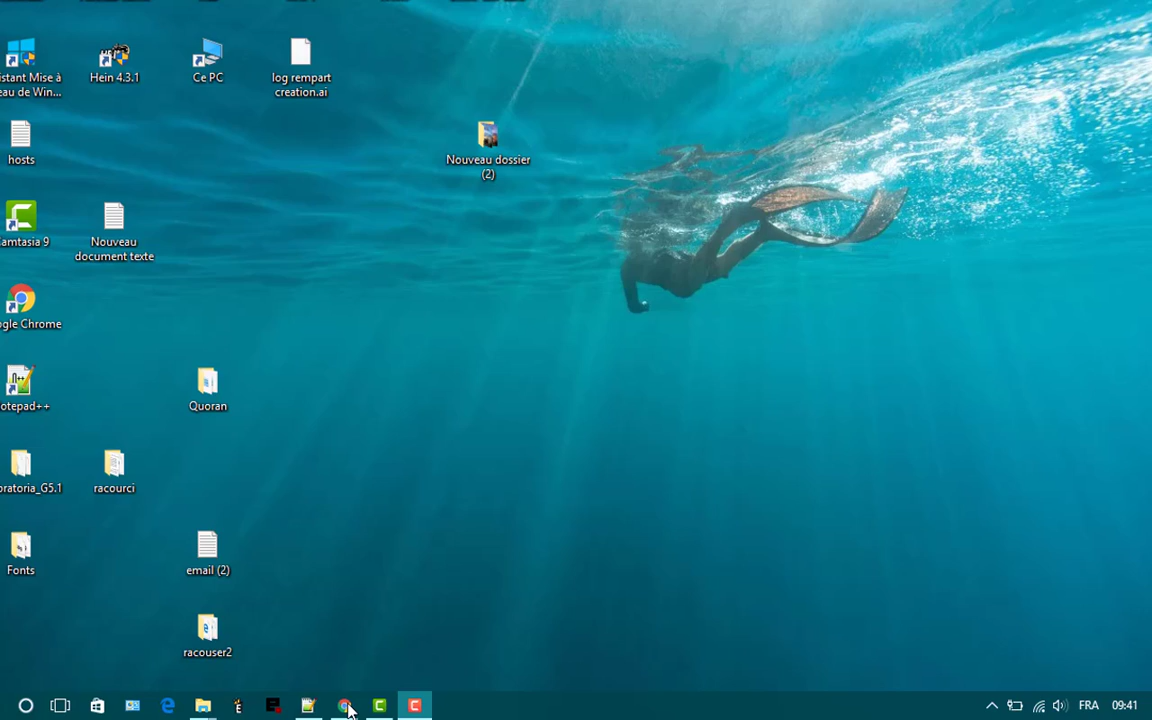 istant Mise à
eau de Win...
Hein 4.3.1
Ce PC
log rempart
creation.ai
hosts
Nouveau dossier
(2)
amtasia 9
Nouveau
document texte
ogle Chrome
otepad++
Quoran
oratoria_G5.1
racourci
Fonts
email (2)
racouser2
FRA
09:41